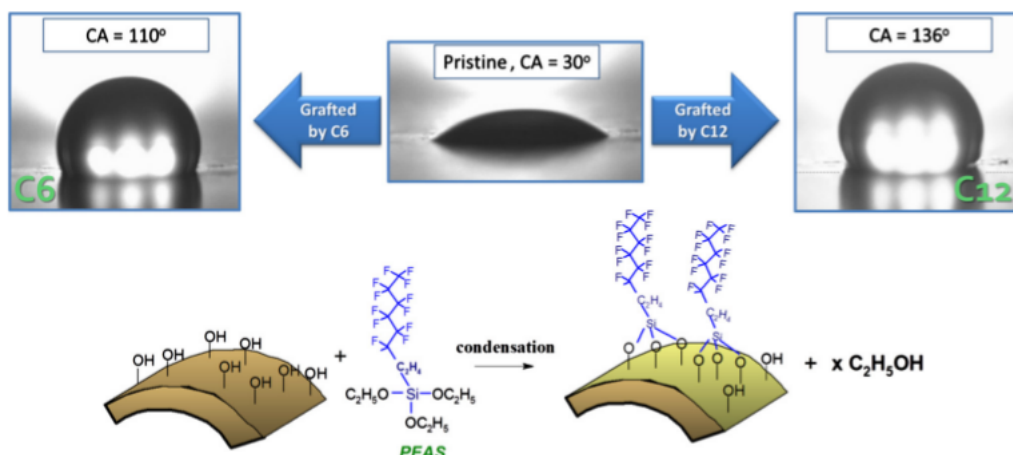 CA = 110°
Pristine , CA = 30°
CA = 136°
Grafted
by C6
Grafted
by C12
C6
C12
F F
F F
F F
F F
F F
F F
F
C₂H₄
Si
C₂H₅O
OC₂H₅
OC₂H₅
PFAS
OH
OH
OH
OH
OH
OH
OH
OH
+
condensation
F F
F F
F F
F F
F F
F F
F
C₂H₄
Si
O
O
O
F F
F F
F F
F F
F F
F F
F
C₂H₄
Si
O
O
O
OH
OH
+ x C₂H₅OH